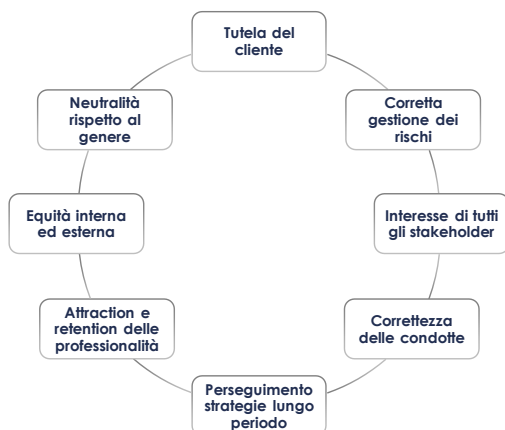 Tutela del
cliente
Corretta
gestione dei
rischi
Interesse di tutti
gli stakeholder
Correttezza
delle condotte
Perseguimento
strategie lungo
periodo
Attraction e
retention delle
professionalità
Equità interna
ed esterna
Neutralità
rispetto al
genere